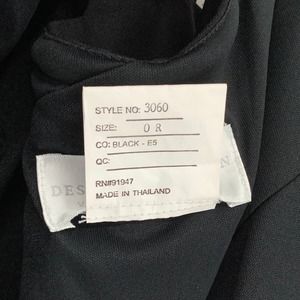 STYLE NO: 3060
SIZE: 0 R
CO: BLACK - E5
QC:
RN#91947
MADE IN THAILAND